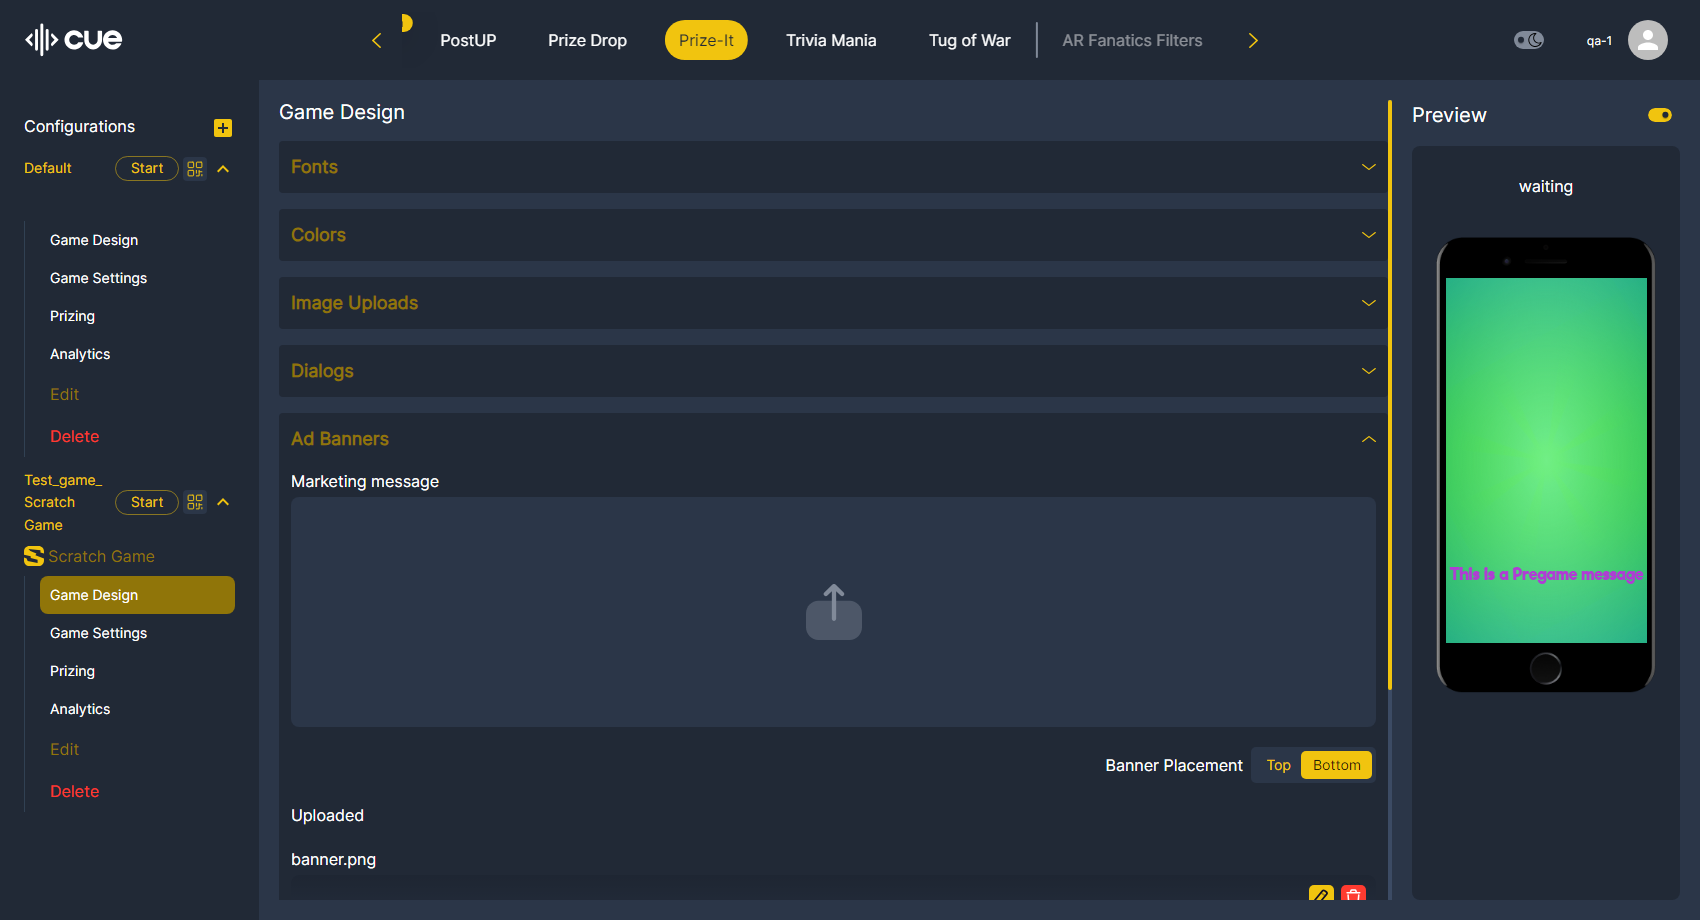 cue
PostUP
Prize Drop
Prize-It
Trivia Mania
Tug of War
AR Fanatics Filters
qa-1
Configurations
Default
Start
Game Design
Game Settings
Prizing
Analytics
Edit
Delete
Test_game_
Scratch
Game
Start
Scratch Game
Game Design
Game Settings
Prizing
Analytics
Edit
Delete
Game Design
Fonts
Colors
Image Uploads
Dialogs
Ad Banners
Marketing message
Banner Placement
Top
Bottom
Uploaded
banner.png
Preview
waiting
This is a Pregame message